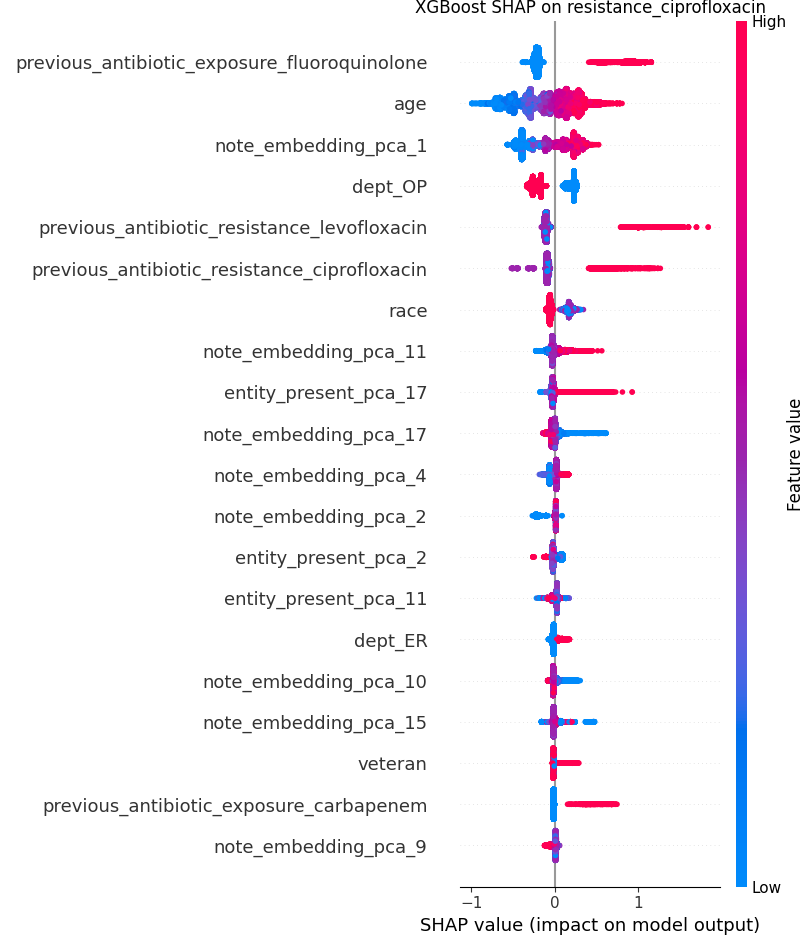 XGBoost SHAP on resistance_ciprofloxacin
High
previous_antibiotic_exposure_fluoroquinolone
age
note_embedding_pca_1
dept_OP
previous_antibiotic_resistance_levofloxacin
previous_antibiotic_resistance_ciprofloxacin
race
note_embedding_pca_11
entity_present_pca_17
note_embedding_pca_17
note_embedding_pca_4
note_embedding_pca_2
entity_present_pca_2
entity_present_pca_11
dept_ER
note_embedding_pca_10
note_embedding_pca_15
veteran
previous_antibiotic_exposure_carbapenem
note_embedding_pca_9
Feature value
Low
−1 0 1
SHAP value (impact on model output)